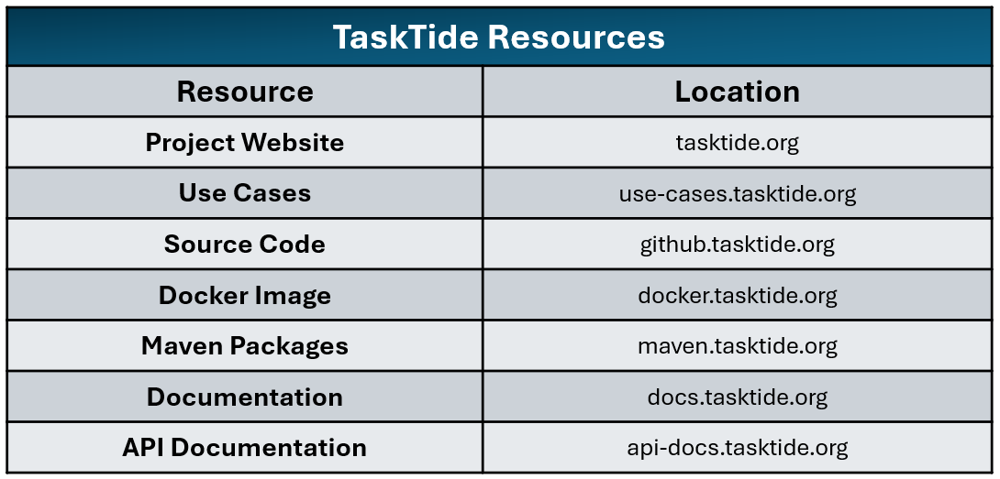 TaskTide Resources
Resource Location
Project Website tasktide.org
Use Cases use-cases.tasktide.org
Source Code github.tasktide.org
Docker Image docker.tasktide.org
Maven Packages maven.tasktide.org
Documentation docs.tasktide.org
API Documentation api-docs.tasktide.org